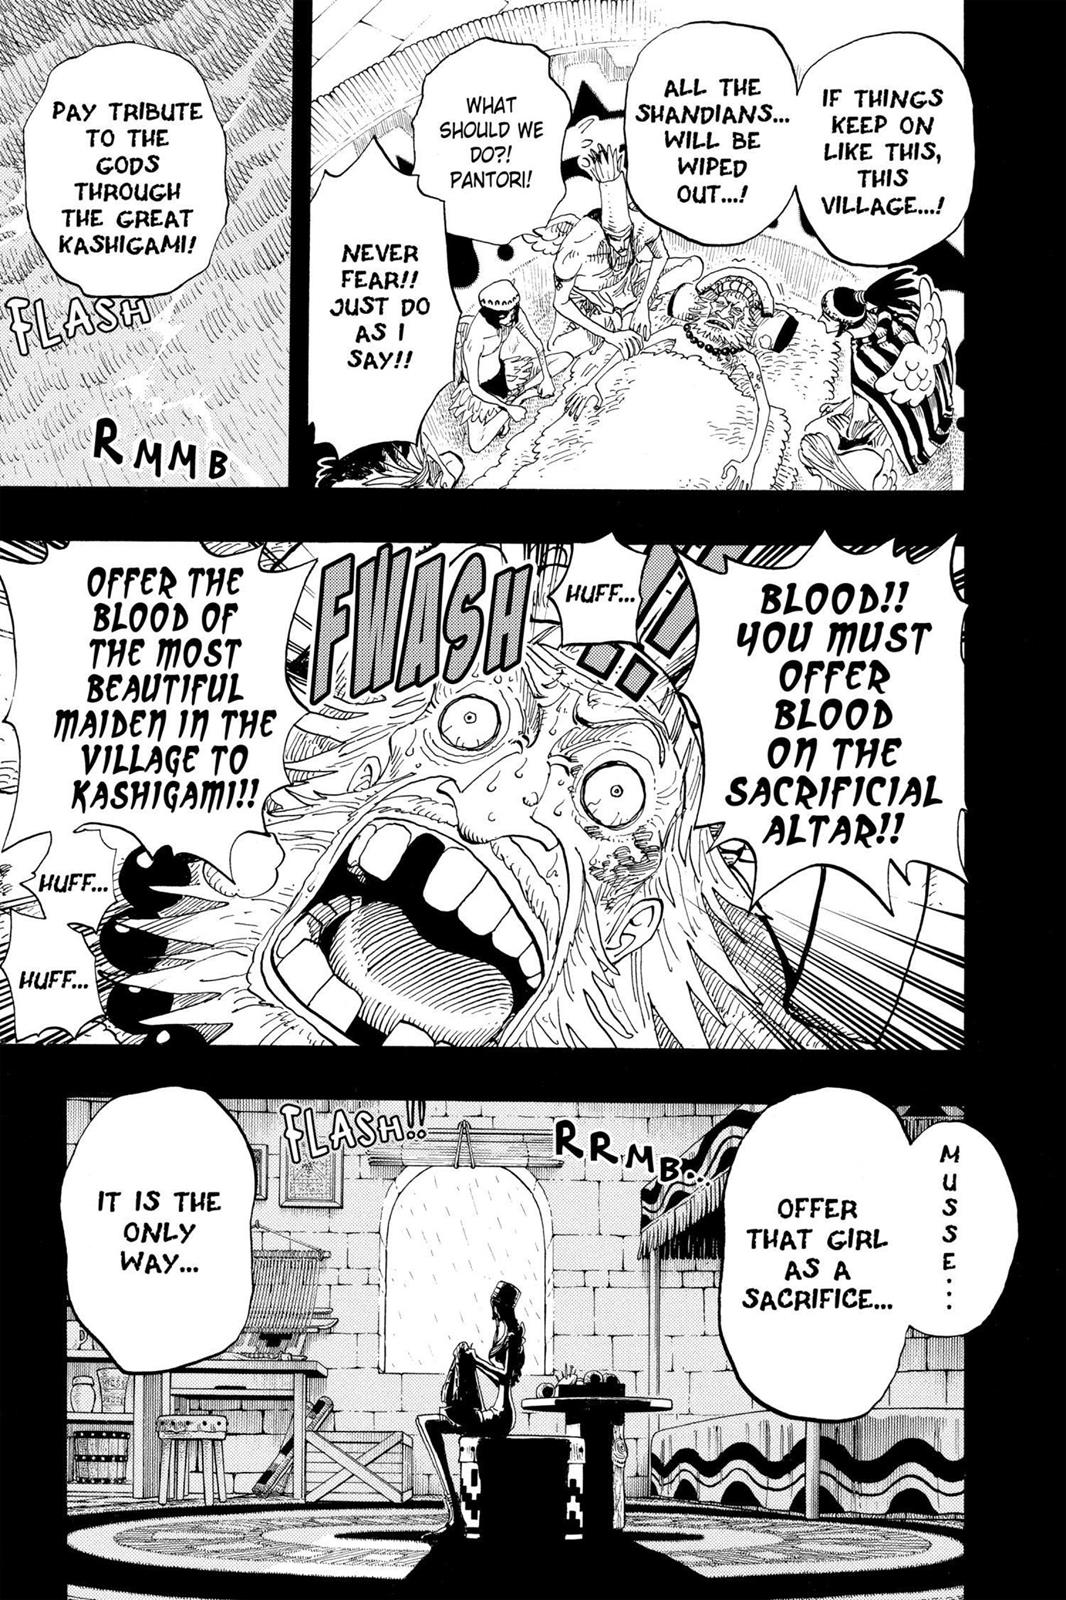 IF THINGS
KEEP ON
LIKE THIS,
THIS
VILLAGE...!
ALL THE
SHANDIANS...
WILL BE
WIPED
OUT...!
WHAT
SHOULD WE
DO?!
PANTORI!
NEVER
FEAR!!
JUST DO
AS I
SAY!!
PAY TRIBUTE
TO THE
GODS
THROUGH
THE GREAT
KASHIGAMI!
FLASH
RMMB
BLOOD!!
YOU MUST
OFFER
BLOOD
ON THE
SACRIFICIAL
ALTAR!!
HUFF...
FWASH
OFFER THE
BLOOD OF
THE MOST
BEAUTIFUL
MAIDEN IN THE
VILLAGE TO
KASHIGAMI!!
HUFF...
HUFF...
MUSSE...
OFFER
THAT GIRL
AS A
SACRIFICE...
RRMB...
FLASH!!
IT IS THE
ONLY
WAY...